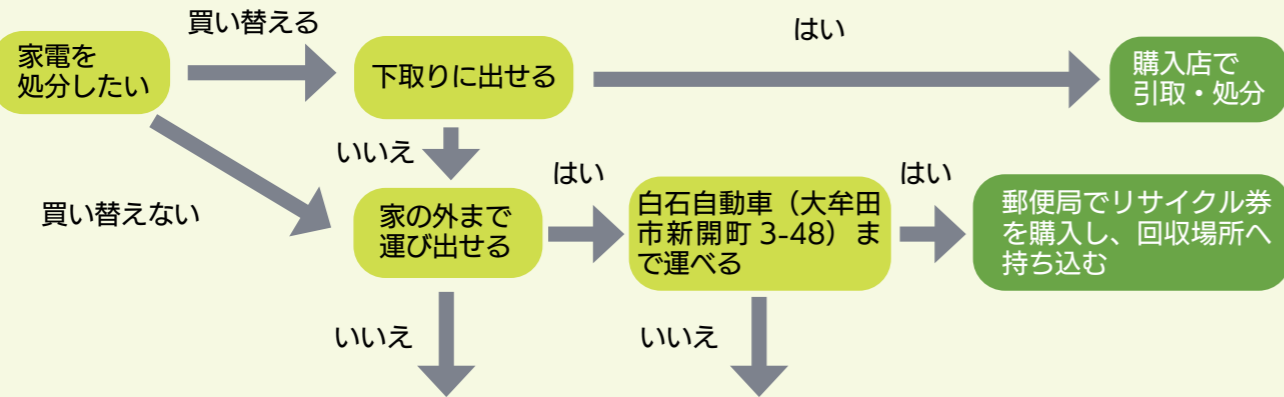 買い替える
はい
家電を
処分したい
下取りに出せる
購入店で
引取・処分
いいえ
はい
はい
買い替えない
家の外まで
運び出せる
白石自動車（大牟田
市新開町 3-48）ま
で運べる
郵便局でリサイクル券
を購入し、回収場所へ
持ち込む
いいえ
いいえ